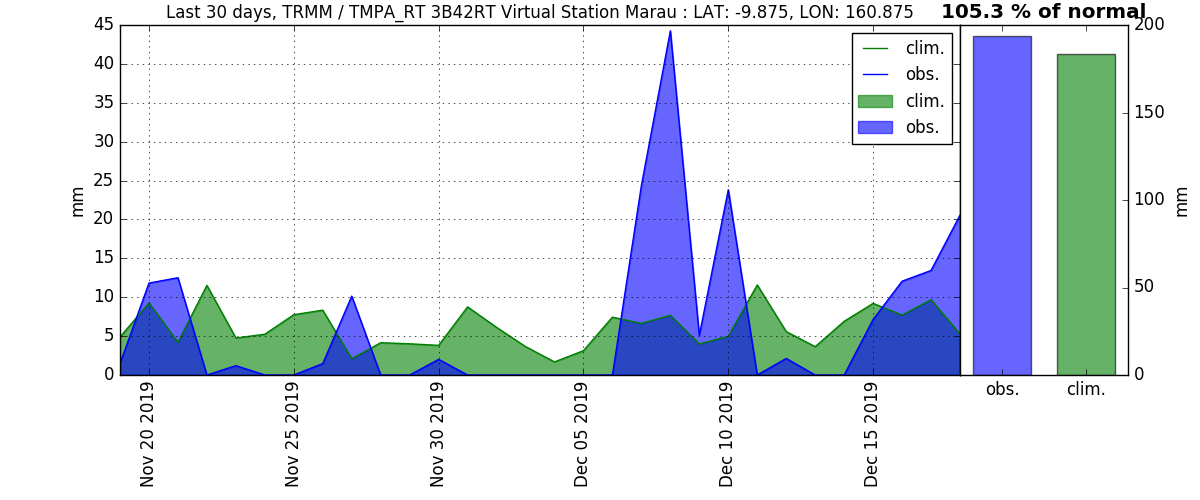 Last 30 days, TRMM / TMPA_RT 3B42RT Virtual Station Marau : LAT: -9.875, LON: 160.875
105.3 % of normal
45
40
35
30
25
20
15
10
5
0
mm
clim.
obs.
clim.
obs.
Nov 20 2019
Nov 25 2019
Nov 30 2019
Dec 05 2019
Dec 10 2019
Dec 15 2019
200
150
100
50
0
mm
obs.
clim.